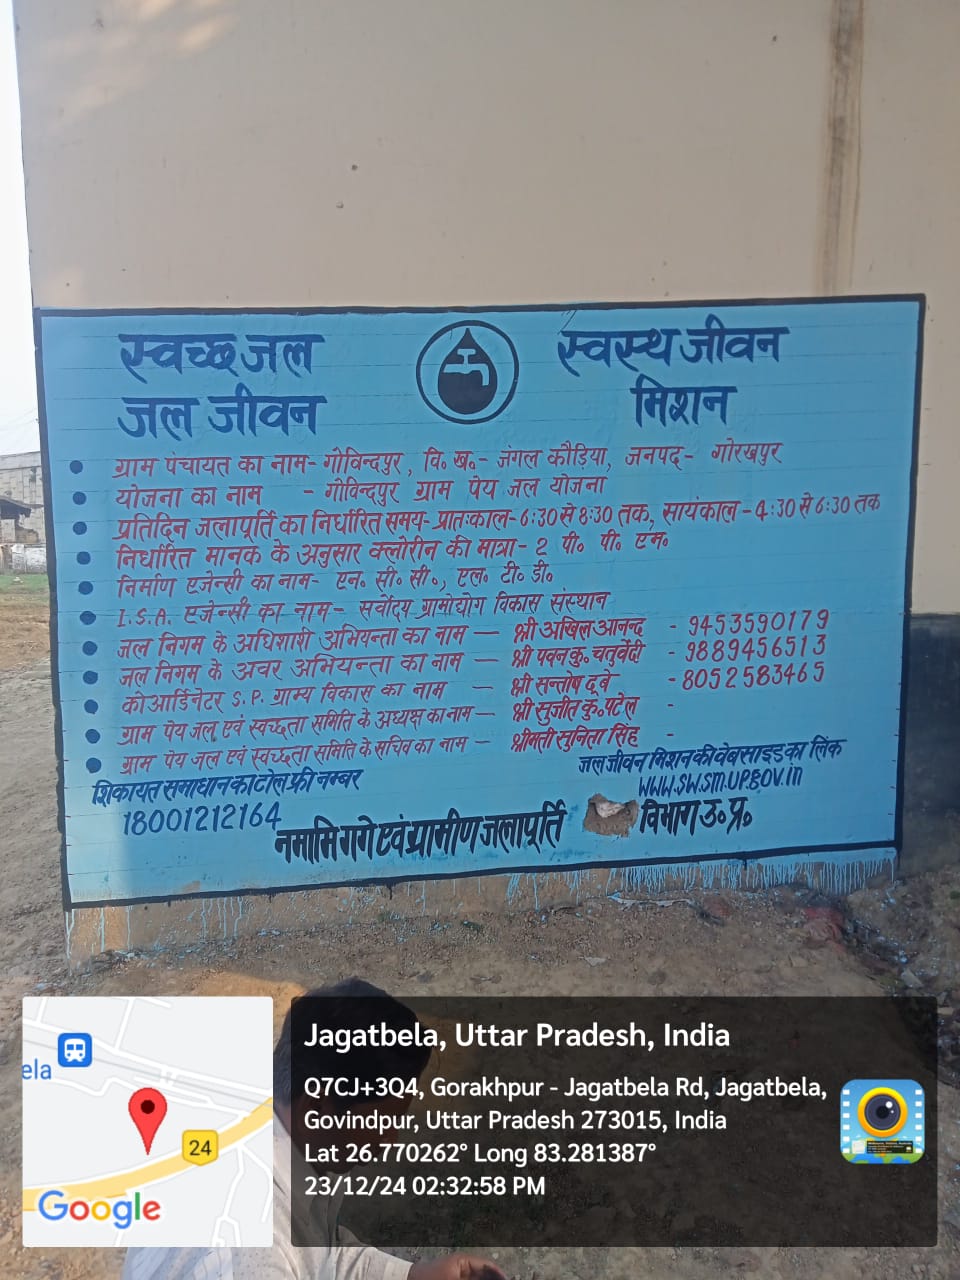 स्वच्छ जल स्वस्थ जीवन
जल जीवन मिशन
ग्राम पंचायत का नाम- गोविन्दपुर, वि० ख०- जंगल कौड़िया, जनपद- गोरखपुर
योजना का नाम - गोविन्दपुर ग्राम पेय जल योजना
प्रतिदिन जलापूर्ति का निर्धारित समय- प्रातःकाल-6:30 से 8:30 तक, सायंकाल-4:30 से 6:30 तक
निर्धारित मानक के अनुसार क्लोरीन की मात्रा- 2 पी० पी० एम०
निर्माण एजेन्सी का नाम- एन० सी० सी०, एल० टी० डी०
I.S.A. एजेन्सी का नाम- सर्वोदय ग्रामोद्योग विकास संस्थान
जल निगम के अधिशाशी अभियन्ता का नाम — श्री अखिल आनन्द - 9453590179
जल निगम के अवर अभियन्ता का नाम — श्री पवन कु० चतुर्वेदी - 9889456513
कोआर्डिनेटर S.P. ग्राम्य विकास का नाम — श्री सन्तोष दूबे - 8052583465
ग्राम पेय जल एवं स्वच्छता समिति के अध्यक्ष का नाम — श्री सुजीत कु० पटेल -
ग्राम पेय जल एवं स्वच्छता समिति के सचिव का नाम — श्रीमती सुनिता सिंह -
शिकायत समाधान का टोल फ्री नम्बर
18001212164
जल जीवन मिशन की वेबसाइड का लिंक
WWW.SW.SM.UP.GOV.in
नमामि गंगे एवं ग्रामीण जलापूर्ति विभाग उ० प्र०
ela
24
Google
Jagatbela, Uttar Pradesh, India
Q7CJ+3Q4, Gorakhpur - Jagatbela Rd, Jagatbela,
Govindpur, Uttar Pradesh 273015, India
Lat 26.770262° Long 83.281387°
23/12/24 02:32:58 PM